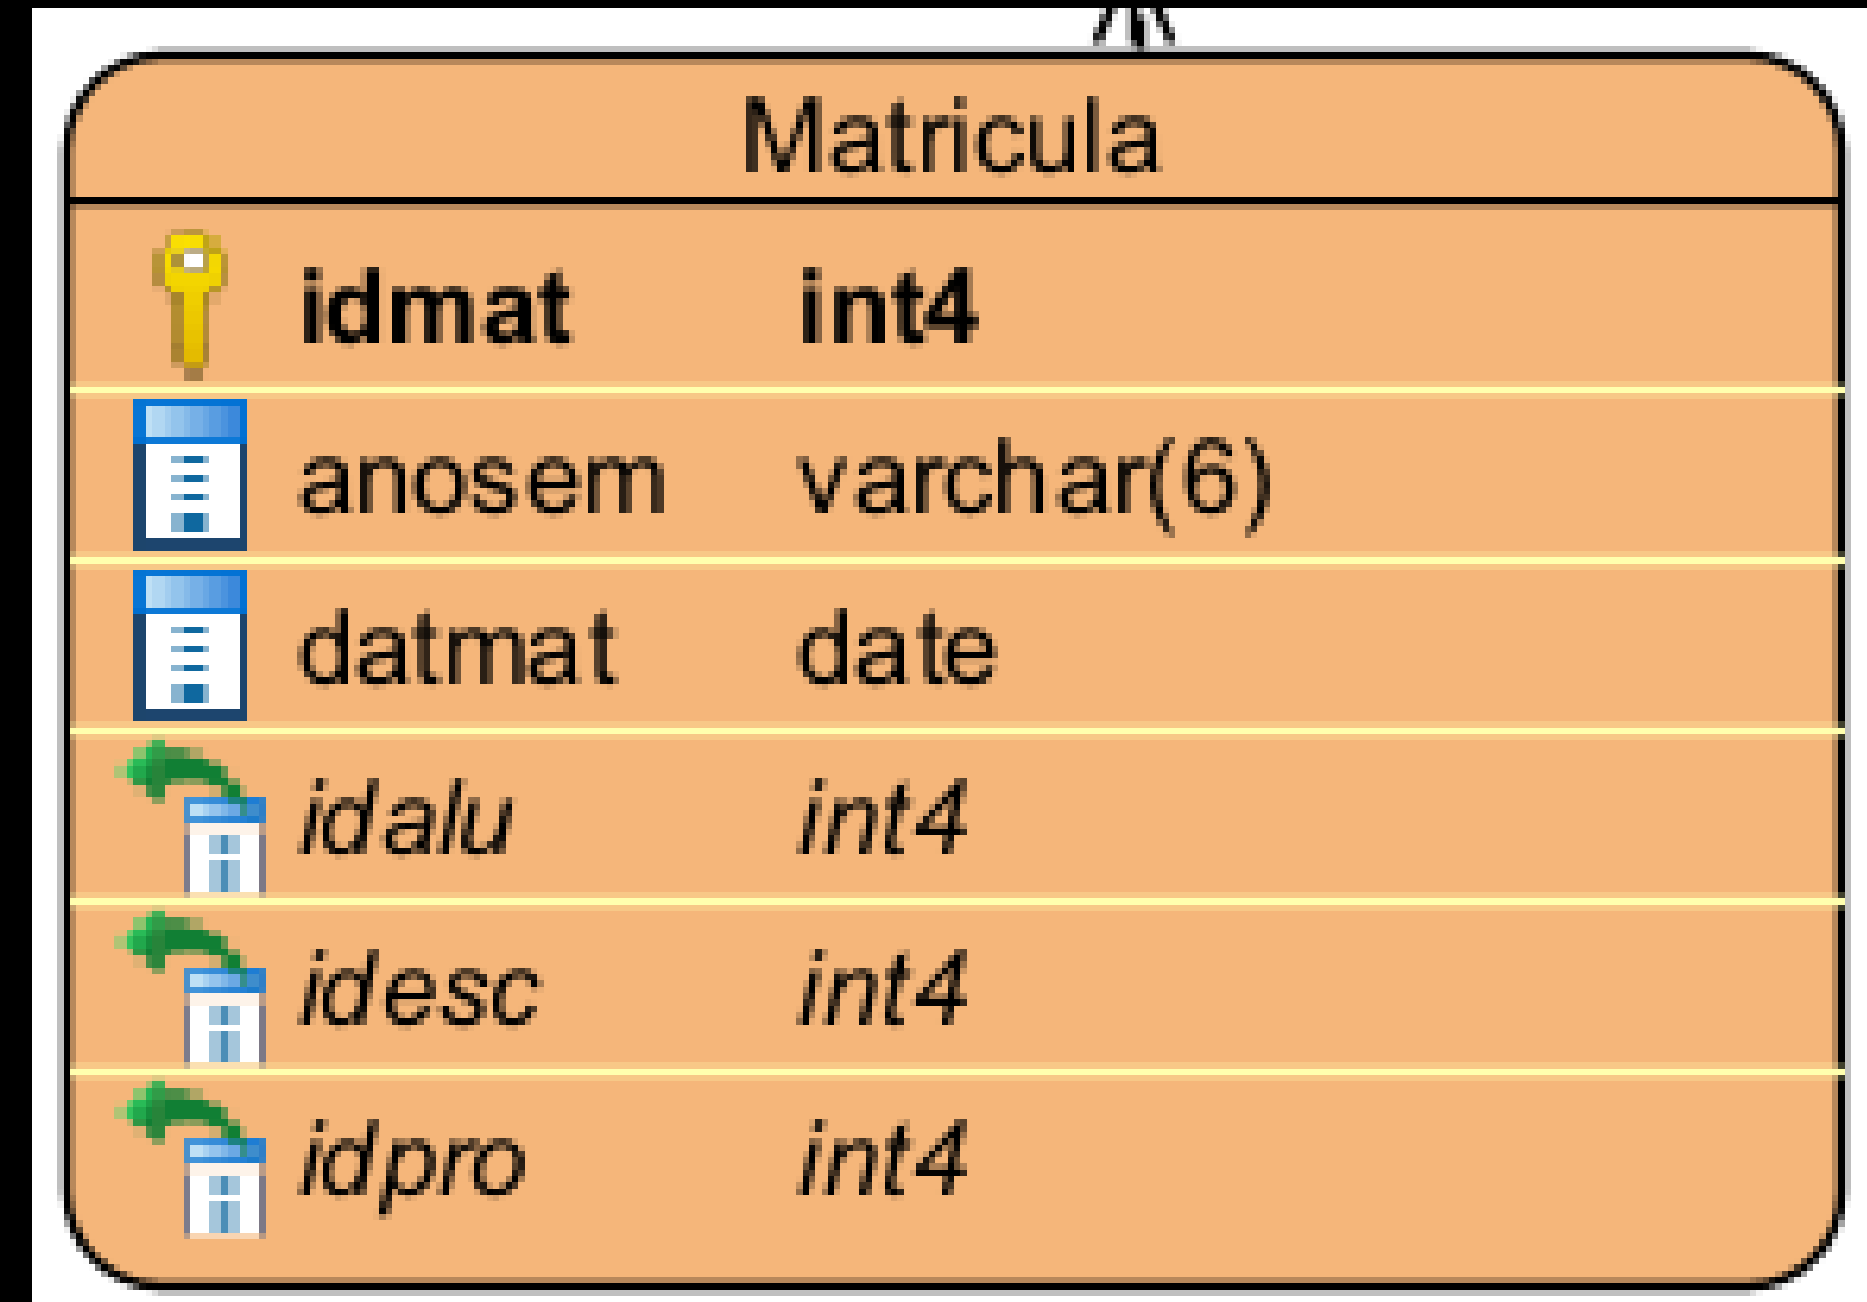 Matricula
idmat int4
anosem varchar(6)
datmat date
idalu int4
idesc int4
idpro int4